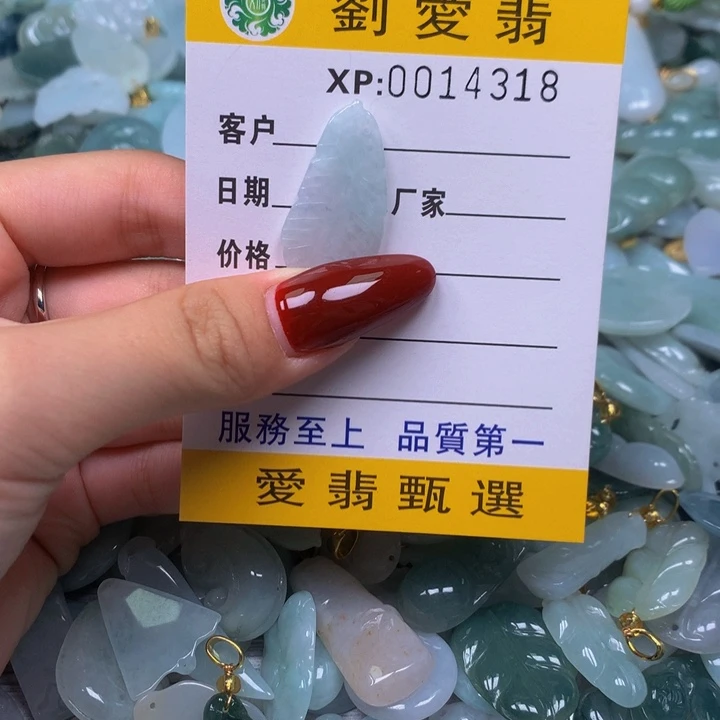 劉愛翡
XP:0014318
客户
日期 厂家
价格
服務至上 品質第一
愛翡甄選